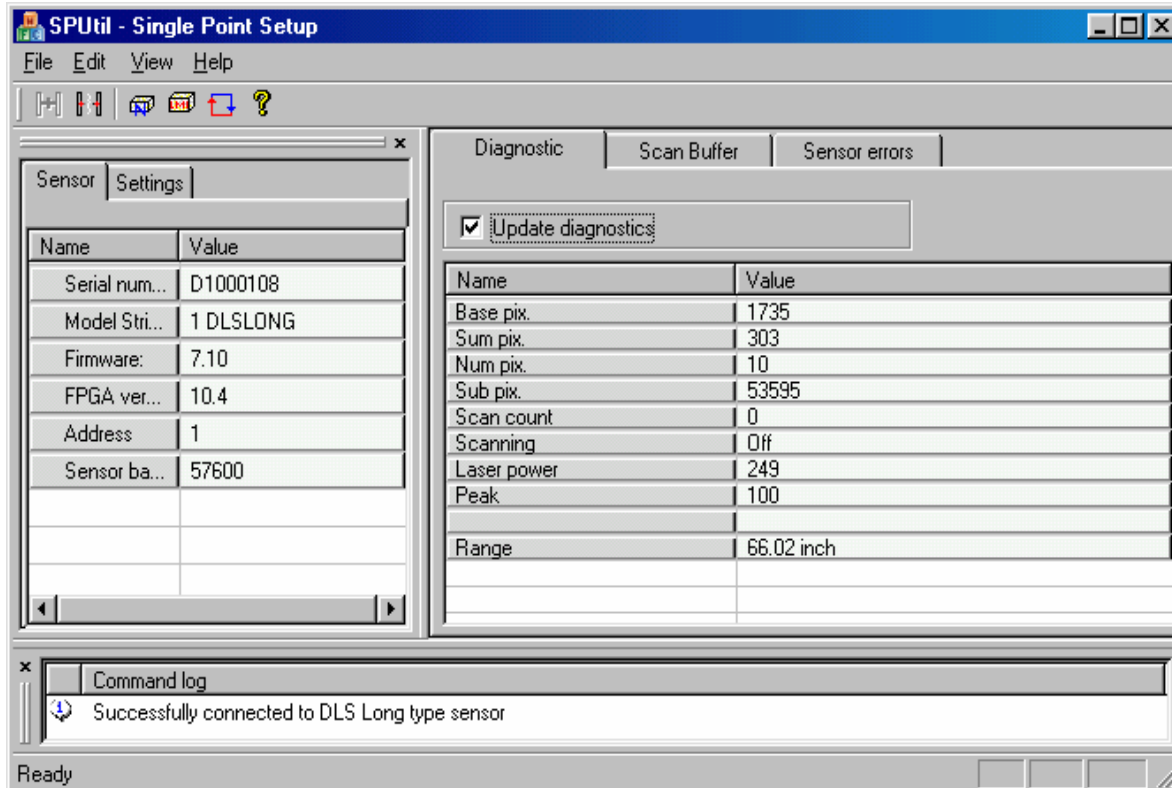 SPUtil - Single Point Setup
File Edit View Help
Diagnostic Scan Buffer Sensor errors
Sensor Settings
Update diagnostics
Name Value
Serial num... D1000108
Model Stri... 1 DLSLONG
Firmware: 7.10
FPGA ver... 10.4
Address 1
Sensor ba... 57600
Name Value
Base pix. 1735
Sum pix. 303
Num pix. 10
Sub pix. 53595
Scan count 0
Scanning Off
Laser power 249
Peak 100
Range 66.02 inch
Command log
Successfully connected to DLS Long type sensor
Ready